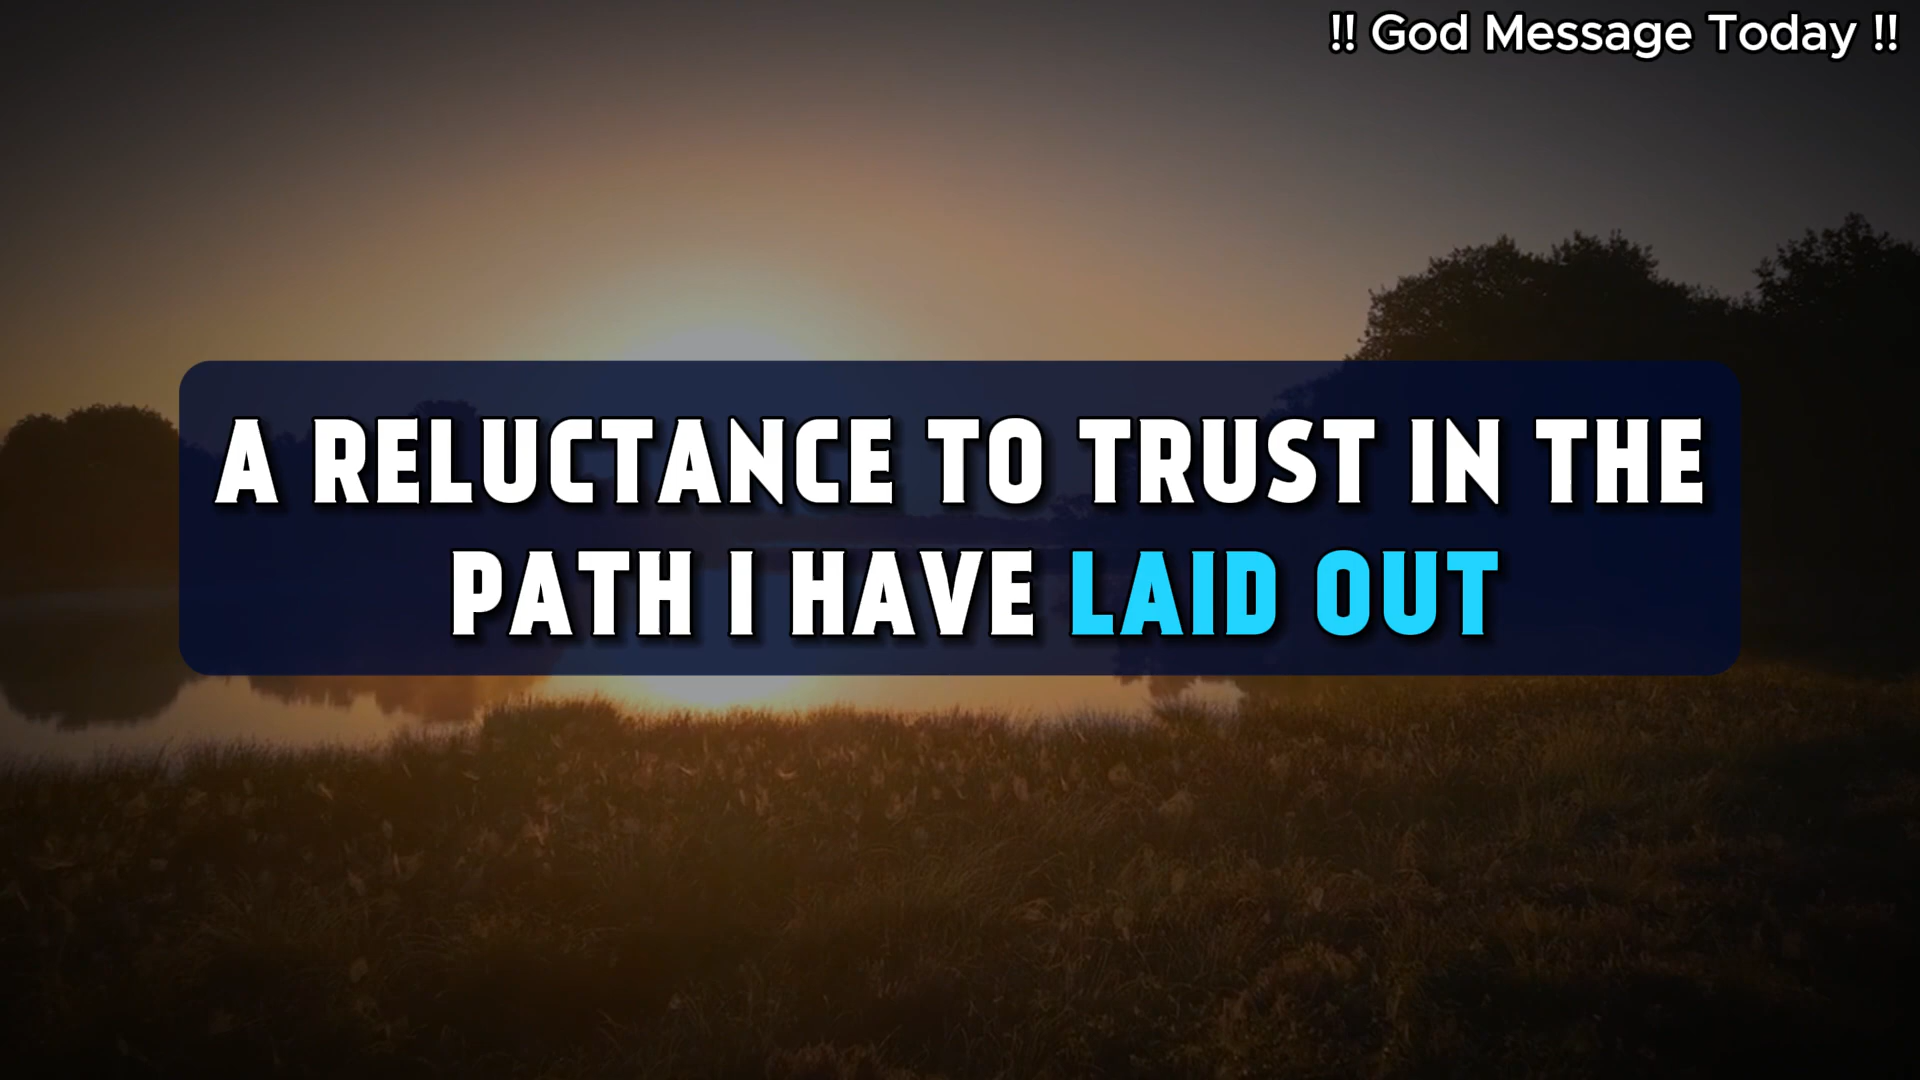 !! God Message Today !!
A RELUCTANCE TO TRUST IN THE
PATH I HAVE LAID OUT